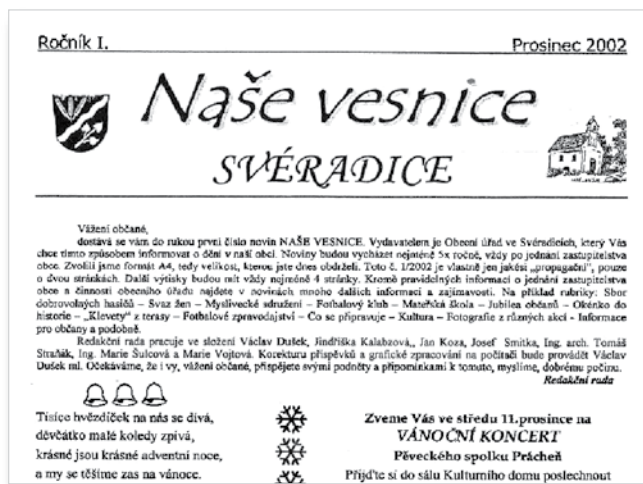 Ročník I.
Prosinec 2002
Naše vesnice
SVÉRADICE
Vážení občané,
dostává se vám do rukou první číslo novin NAŠE VESNICE. Vydavatelem je Obecní úřad ve Svéradicích, který Vás
chce tímto způsobem informovat o dění v naší obci. Noviny budou vycházet nejméně 5x ročně, vždy po jednání zastupitelstva
obce. Zvolili jsme formát A4, tedy velikost, kterou jste dnes obdrželi. Toto č. 1/2002 je vlastně jen jakési „propagační", pouze
o dvou stránkách. Další výtisky budou mít vždy nejméně 4 stránky. Kromě pravidelných informací o jednání zastupitelstva
obce a činnosti obecního úřadu najdete v novinách mnoho dalších informací a zajímavostí. Na příklad rubriky: Sbor
dobrovolných hasičů – Svaz žen – Myslivecké sdružení – Fotbalový klub – Mateřská škola – Jubilea občanů – Okénko do
historie – „Klevety" z terasy – Fotbalové zpravodajství – Co se připravuje – Kultura – Fotografie z různých akcí - Informace
pro občany a podobně.
Redakční rada pracuje ve složení Václav Dušek, Jindřiška Kalabzová,, Jan Koza, Josef Smitka, Ing. arch. Tomáš
Straňák, Ing. Marie Šulcová a Marie Vojtová. Korekturu příspěvků a grafické zpracování na počítači bude provádět Václav
Dušek ml. Očekáváme, že i vy, vážení občané, přispějete svými podněty a připomínkami k tomuto, myslíme, dobrému počinu.
Redakční rada
Tisíce hvězdiček na nás se dívá,
děvčátko malé koledy zpívá,
krásné jsou krásné adventní noce,
a my se těšíme zas na vánoce.
Zveme Vás ve středu 11.prosince na
VÁNOČNÍ KONCERT
Pěveckého spolku Prácheň
Přijďte si do sálu Kulturního domu poslechnout